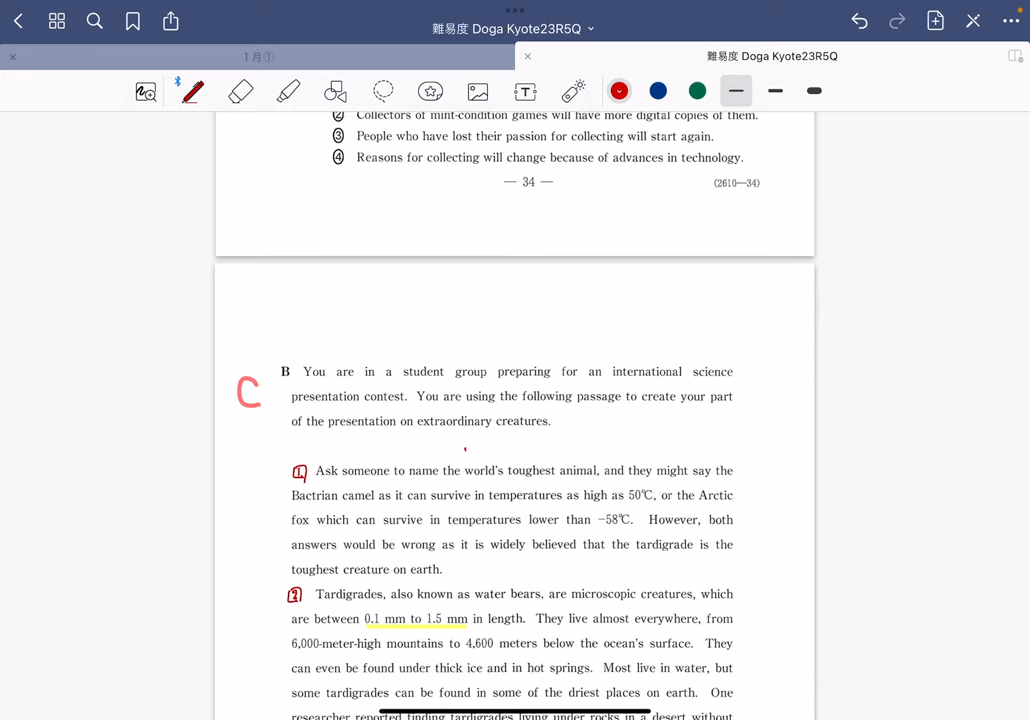 難易度 Doga Kyote23R5Q
1月①
難易度 Doga Kyote23R5Q
T
② Collectors of mint-condition games will have more digital copies of them.
③ People who have lost their passion for collecting will start again.
④ Reasons for collecting will change because of advances in technology.
— 34 —
(2610—34)
C
B You are in a student group preparing for an international science
presentation contest. You are using the following passage to create your part
of the presentation on extraordinary creatures.
1 Ask someone to name the world's toughest animal, and they might say the
Bactrian camel as it can survive in temperatures as high as 50℃, or the Arctic
fox which can survive in temperatures lower than −58℃. However, both
answers would be wrong as it is widely believed that the tardigrade is the
toughest creature on earth.
2 Tardigrades, also known as water bears, are microscopic creatures, which
are between 0.1 mm to 1.5 mm in length. They live almost everywhere, from
6,000-meter-high mountains to 4,600 meters below the ocean's surface. They
can even be found under thick ice and in hot springs. Most live in water, but
some tardigrades can be found in some of the driest places on earth. One
researcher reported finding tardigrades living under rocks in a desert without